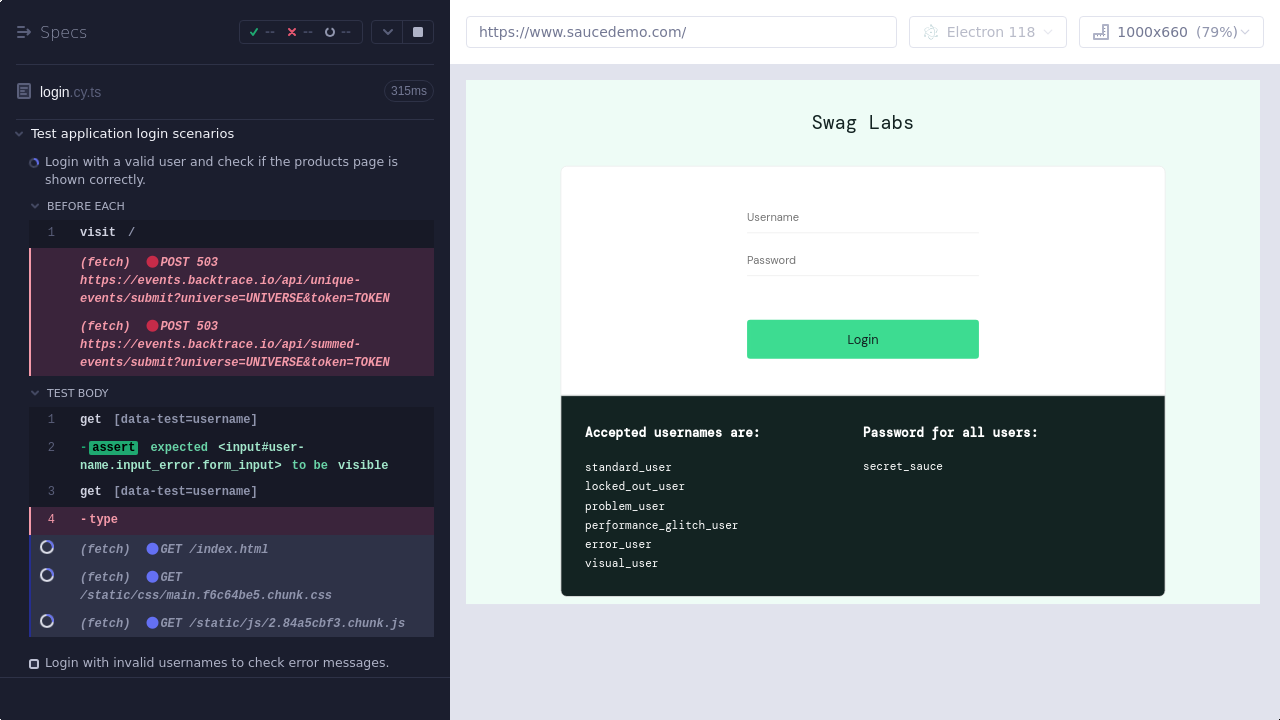 Specs
--
--
--
login.cy.ts
315ms
Test application login scenarios
Login with a valid user and check if the products page is
shown correctly.
BEFORE EACH
1 visit /
(fetch) POST 503
https://events.backtrace.io/api/unique-
events/submit?universe=UNIVERSE&token=TOKEN
(fetch) POST 503
https://events.backtrace.io/api/summed-
events/submit?universe=UNIVERSE&token=TOKEN
TEST BODY
1 get [data-test=username]
2 -assert expected <input#user-
name.input_error.form_input> to be visible
3 get [data-test=username]
4 -type
(fetch) GET /index.html
(fetch) GET
/static/css/main.f6c64be5.chunk.css
(fetch) GET /static/js/2.84a5cbf3.chunk.js
Login with invalid usernames to check error messages.
https://www.saucedemo.com/
Electron 118
1000x660 (79%)
Swag Labs
Username
Password
Login
Accepted usernames are:
standard_user
locked_out_user
problem_user
performance_glitch_user
error_user
visual_user
Password for all users:
secret_sauce